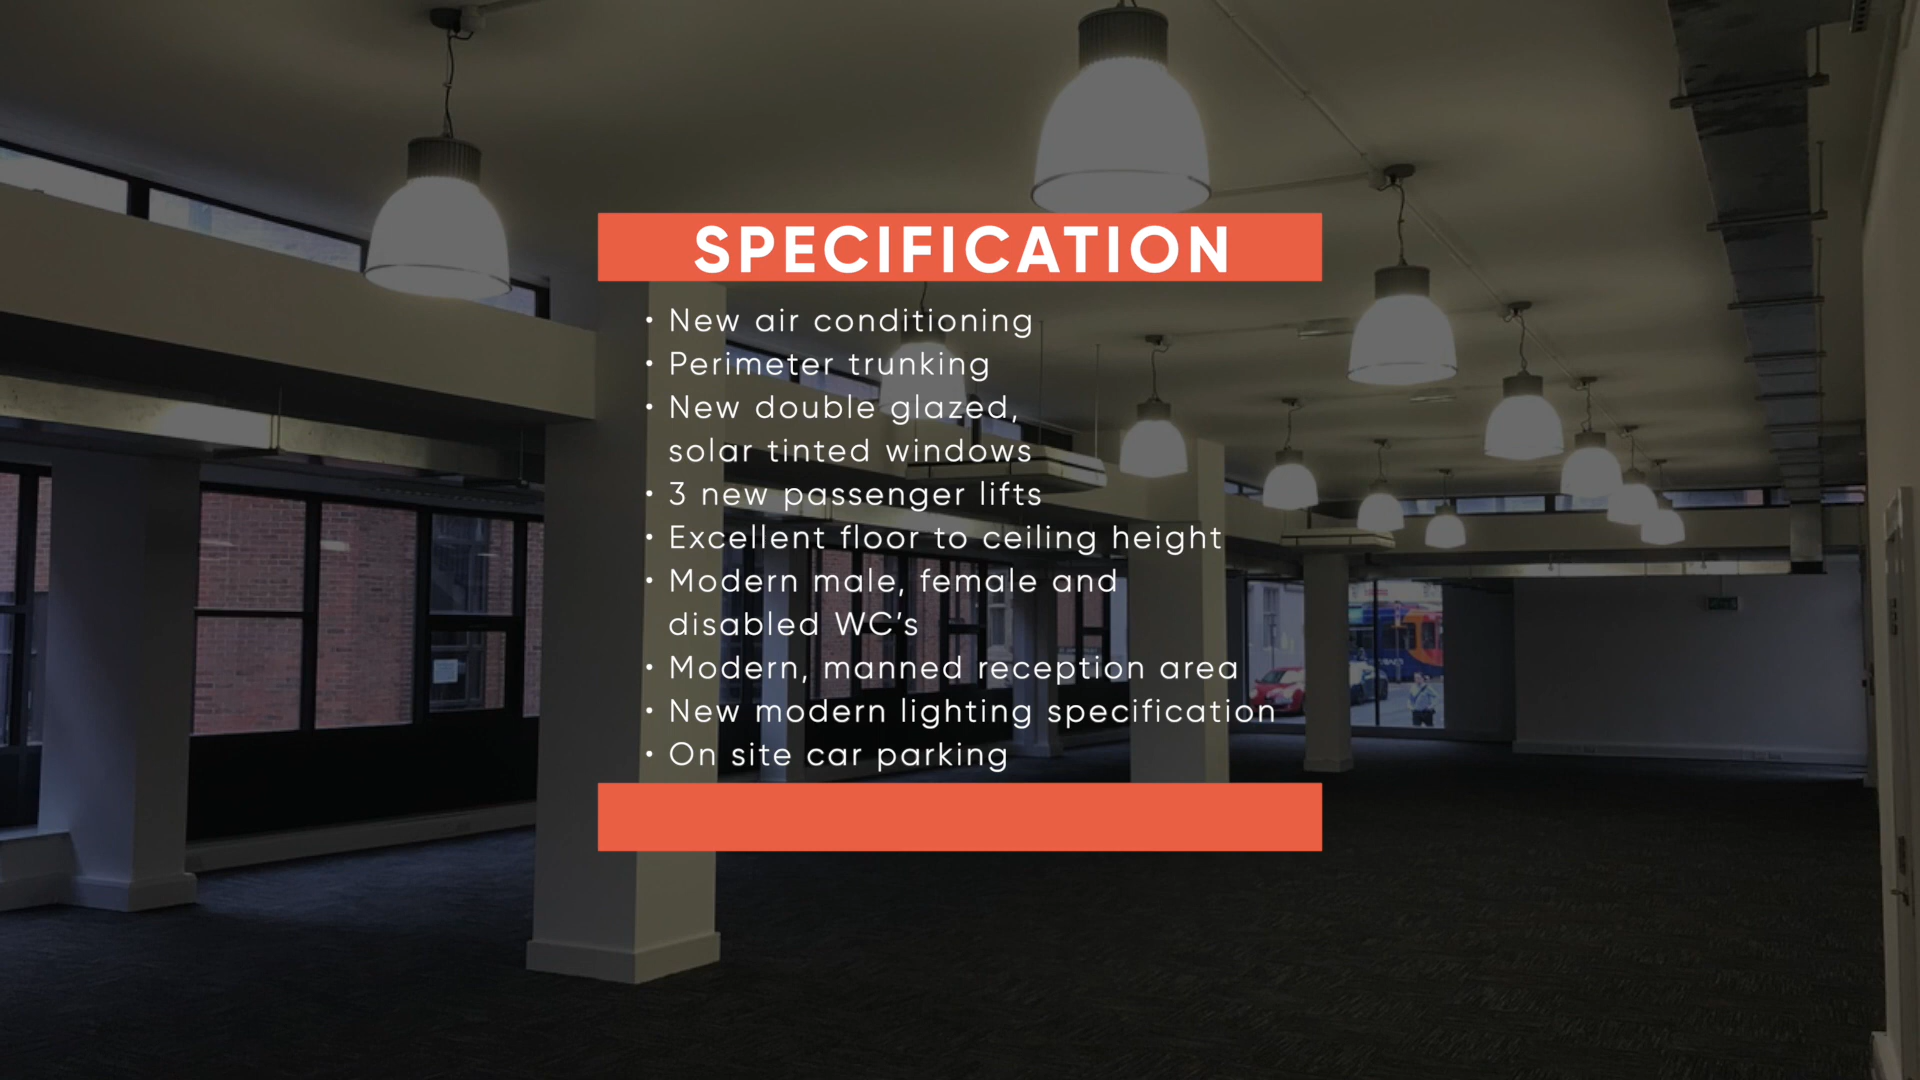 SPECIFICATION
• New air conditioning
• Perimeter trunking
• New double glazed,
solar tinted windows
• 3 new passenger lifts
• Excellent floor to ceiling height
• Modern male, female and
disabled WC’s
• Modern, manned reception area
• New modern lighting specification
• On site car parking